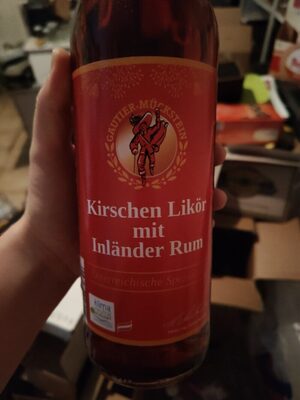 GAUTIER-MÜCKSTEIN
Kirschen Likör
mit
Inländer Rum